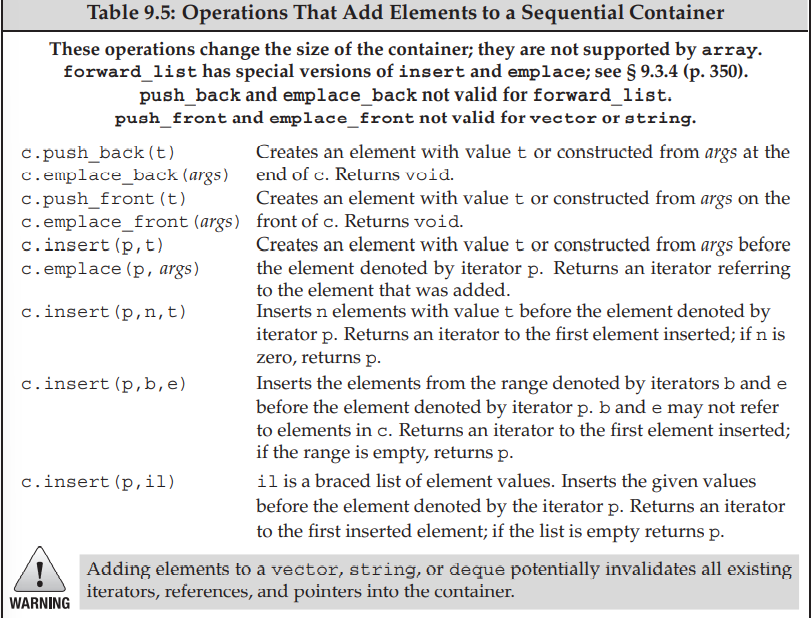 Table 9.5: Operations That Add Elements to a Sequential Container
These operations change the size of the container; they are not supported by array.
forward_list has special versions of insert and emplace; see § 9.3.4 (p. 350).
push_back and emplace_back not valid for forward_list.
push_front and emplace_front not valid for vector or string.
c.push_back(t) Creates an element with value t or constructed from args at the
c.emplace_back(args) end of c. Returns void.
c.push_front(t) Creates an element with value t or constructed from args on the
c.emplace_front(args) front of c. Returns void.
c.insert(p,t) Creates an element with value t or constructed from args before
c.emplace(p, args) the element denoted by iterator p. Returns an iterator referring
to the element that was added.
c.insert(p,n,t) Inserts n elements with value t before the element denoted by
iterator p. Returns an iterator to the first element inserted; if n is
zero, returns p.
c.insert(p,b,e) Inserts the elements from the range denoted by iterators b and e
before the element denoted by iterator p. b and e may not refer
to elements in c. Returns an iterator to the first element inserted;
if the range is empty, returns p.
c.insert(p,il) il is a braced list of element values. Inserts the given values
before the element denoted by the iterator p. Returns an iterator
to the first inserted element; if the list is empty returns p.
Adding elements to a vector, string, or deque potentially invalidates all existing
iterators, references, and pointers into the container.
!
WARNING